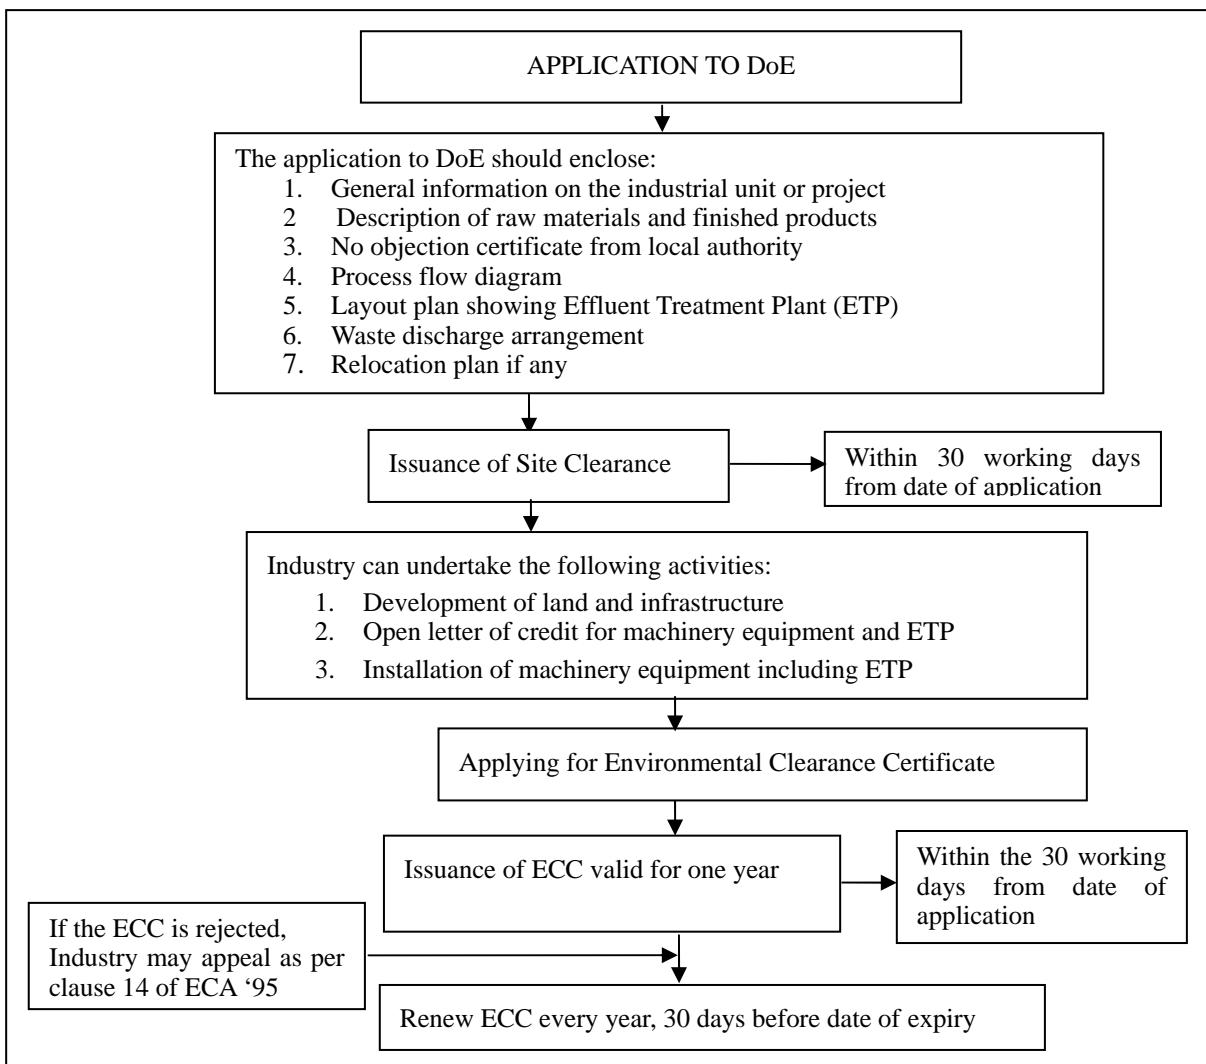 APPLICATION TO DoE
The application to DoE should enclose:
1. General information on the industrial unit or project
2 Description of raw materials and finished products
3. No objection certificate from local authority
4. Process flow diagram
5. Layout plan showing Effluent Treatment Plant (ETP)
6. Waste discharge arrangement
7. Relocation plan if any
Issuance of Site Clearance
Within 30 working days
from date of application
Industry can undertake the following activities:
1. Development of land and infrastructure
2. Open letter of credit for machinery equipment and ETP
3. Installation of machinery equipment including ETP
Applying for Environmental Clearance Certificate
Issuance of ECC valid for one year
Within the 30 working
days from date of
application
If the ECC is rejected,
Industry may appeal as per
clause 14 of ECA ‘95
Renew ECC every year, 30 days before date of expiry